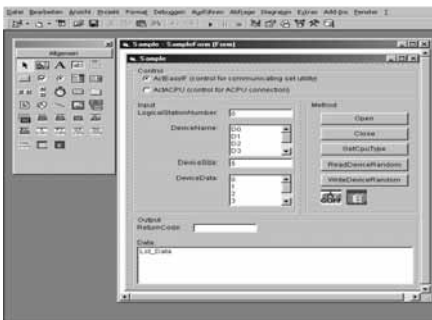 Datei Bearbeiten Ansicht Projekt Format Debuggen Ausführen Abfrage Diagramm Extras Add-Ins Fenster ?
Allgemein
Sample - SampleForm (Form)
Sample
Control
ActEasyIF (control for communicating set utility)
ActACPU (control for ACPU connection)
Input
LogicalStationNumber: 0
DeviceName: D0
D1
D2
D3
DeviceSize:
DeviceData: 0
1
2
3
Method
Open
Close
GetCpuType
ReadDeviceRandom
WriteDeviceRandom
Output
ReturnCode:
Data:
Lst_Data